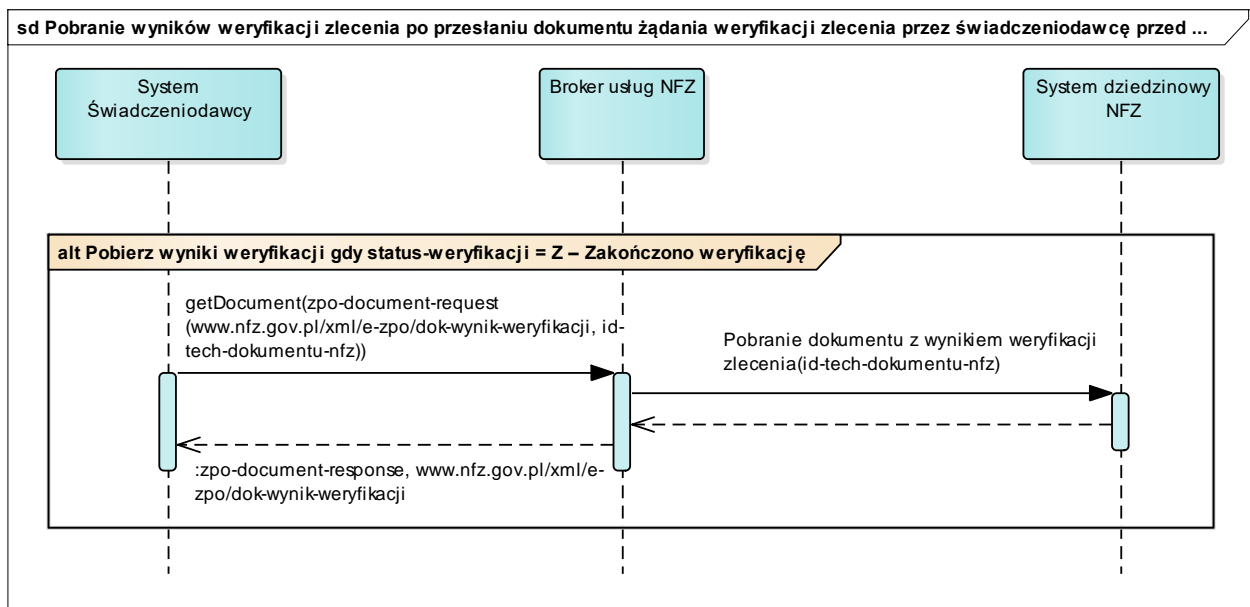 sd Pobranie wyników weryfikacji zlecenia po przesłaniu dokumentu żądania weryfikacji zlecenia przez świadczeniodawcę przed ...
System
Świadczeniodawcy
Broker usług NFZ
System dziedzinowy
NFZ
alt Pobierz wyniki weryfikacji gdy status-weryfikacji = Z – Zakończono weryfikację
getDocument(zpo-document-request
(www.nfz.gov.pl/xml/e-zpo/dok-wynik-weryfikacji, id-
tech-dokumentu-nfz))
Pobranie dokumentu z wynikiem weryfikacji
zlecenia(id-tech-dokumentu-nfz)
:zpo-document-response, www.nfz.gov.pl/xml/e-
zpo/dok-wynik-weryfikacji